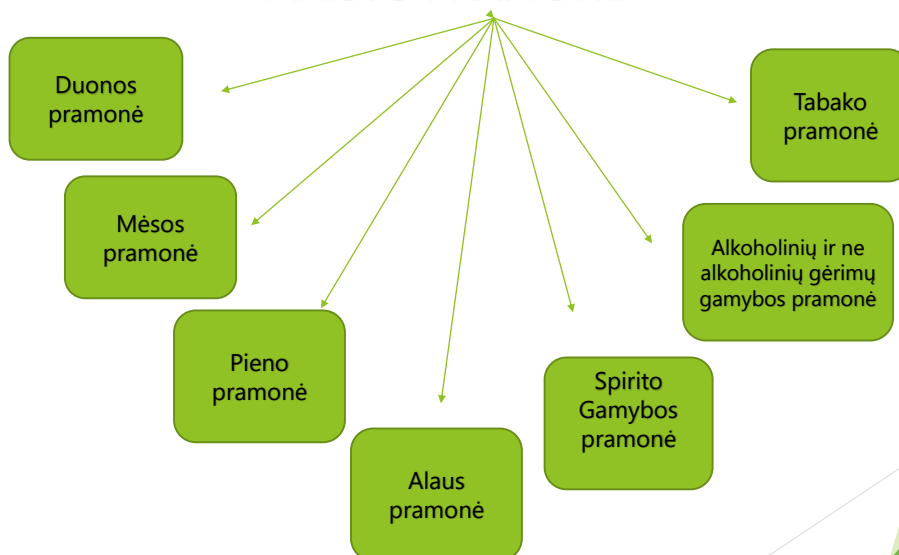 Duonos
pramonė
Tabako
pramonė
Mėsos
pramonė
Alkoholinių ir ne
alkoholinių gėrimų
gamybos pramonė
Pieno
pramonė
Spirito
Gamybos
pramonė
Alaus
pramonė